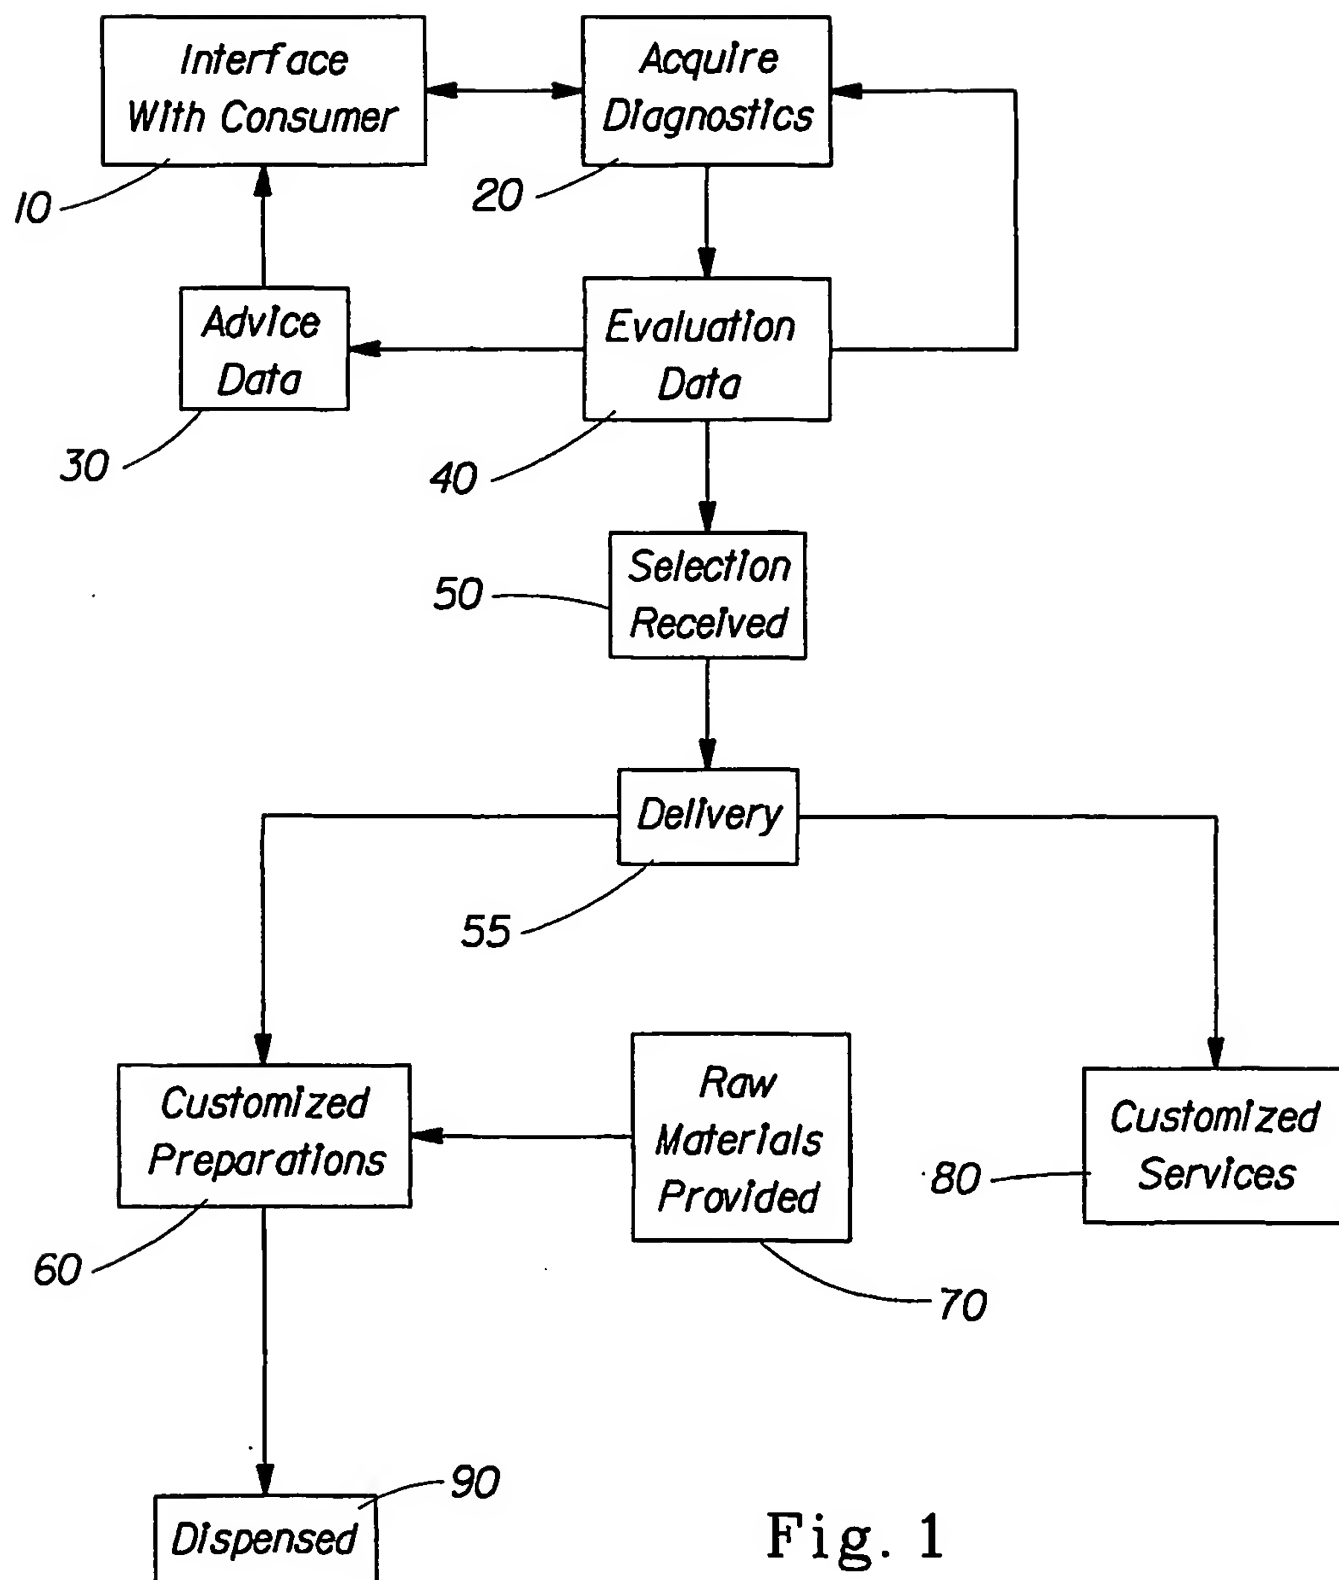 Interface
With Consumer
10
Acquire
Diagnostics
20
Advice
Data
30
Evaluation
Data
40
Selection
Received
50
Delivery
55
Customized
Preparations
60
Raw
Materials
Provided
70
Customized
Services
80
Dispensed
90
Fig. 1